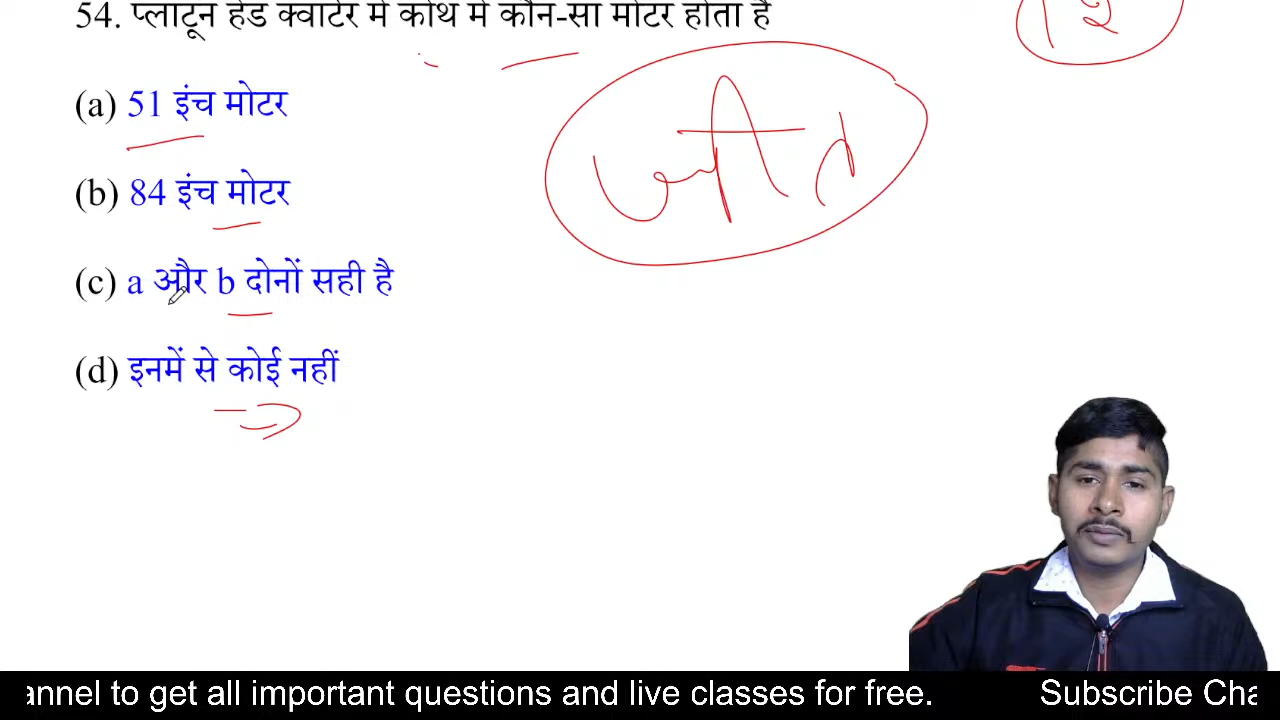 54. प्लाटून हेड क्वार्टर में कोथ में कौन-सा मोटर होता है
12
(a) 51 इंच मोटर
(b) 84 इंच मोटर
(c) a और b दोनों सही है
(d) इनमें से कोई नहीं
annel to get all important questions and live classes for free. Subscribe Cha